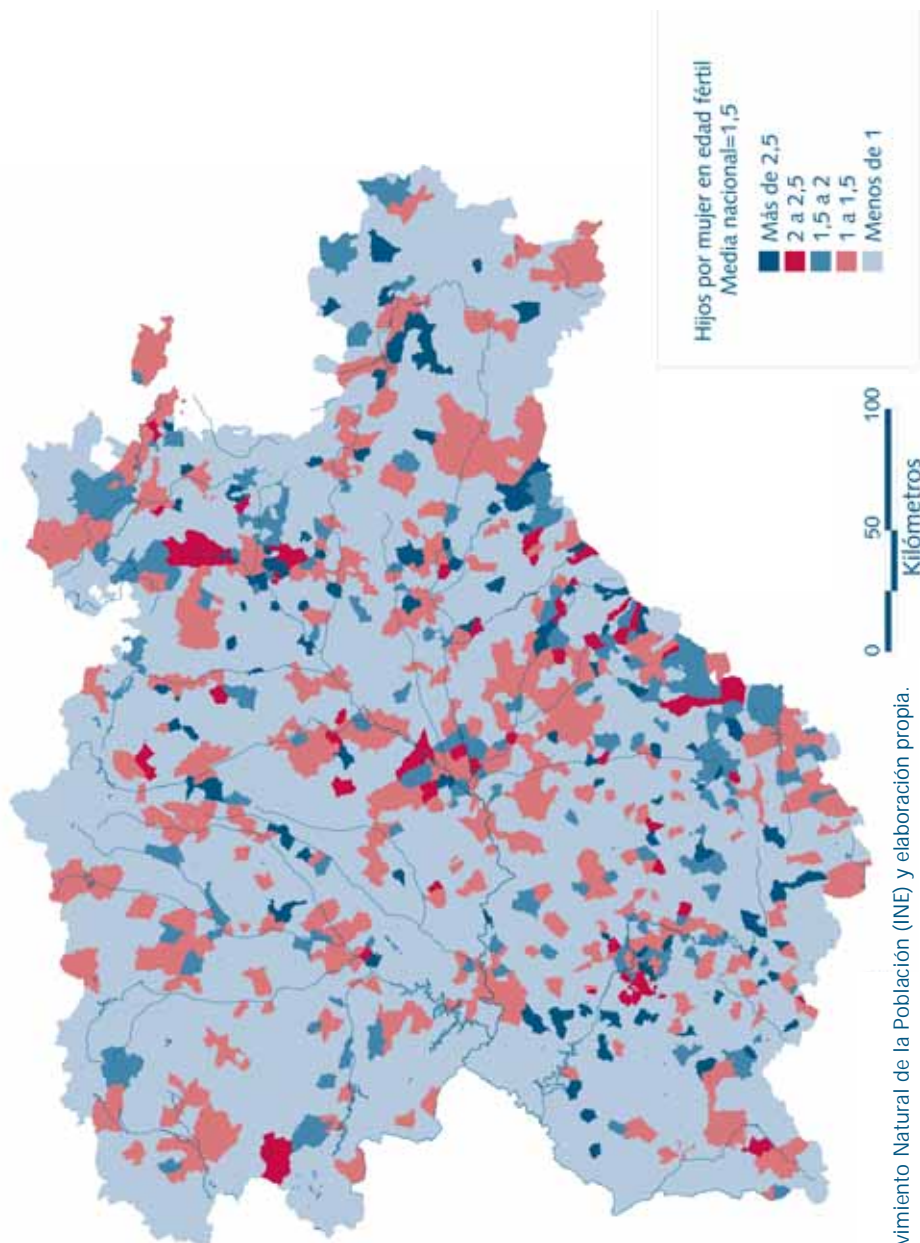 Hijos por mujer en edad fértil
Media nacional=1,5
Más de 2,5
2 a 2,5
1,5 a 2
1 a 1,5
Menos de 1
0 50 100
Kilómetros
vimiento Natural de la Población (INE) y elaboración propia.